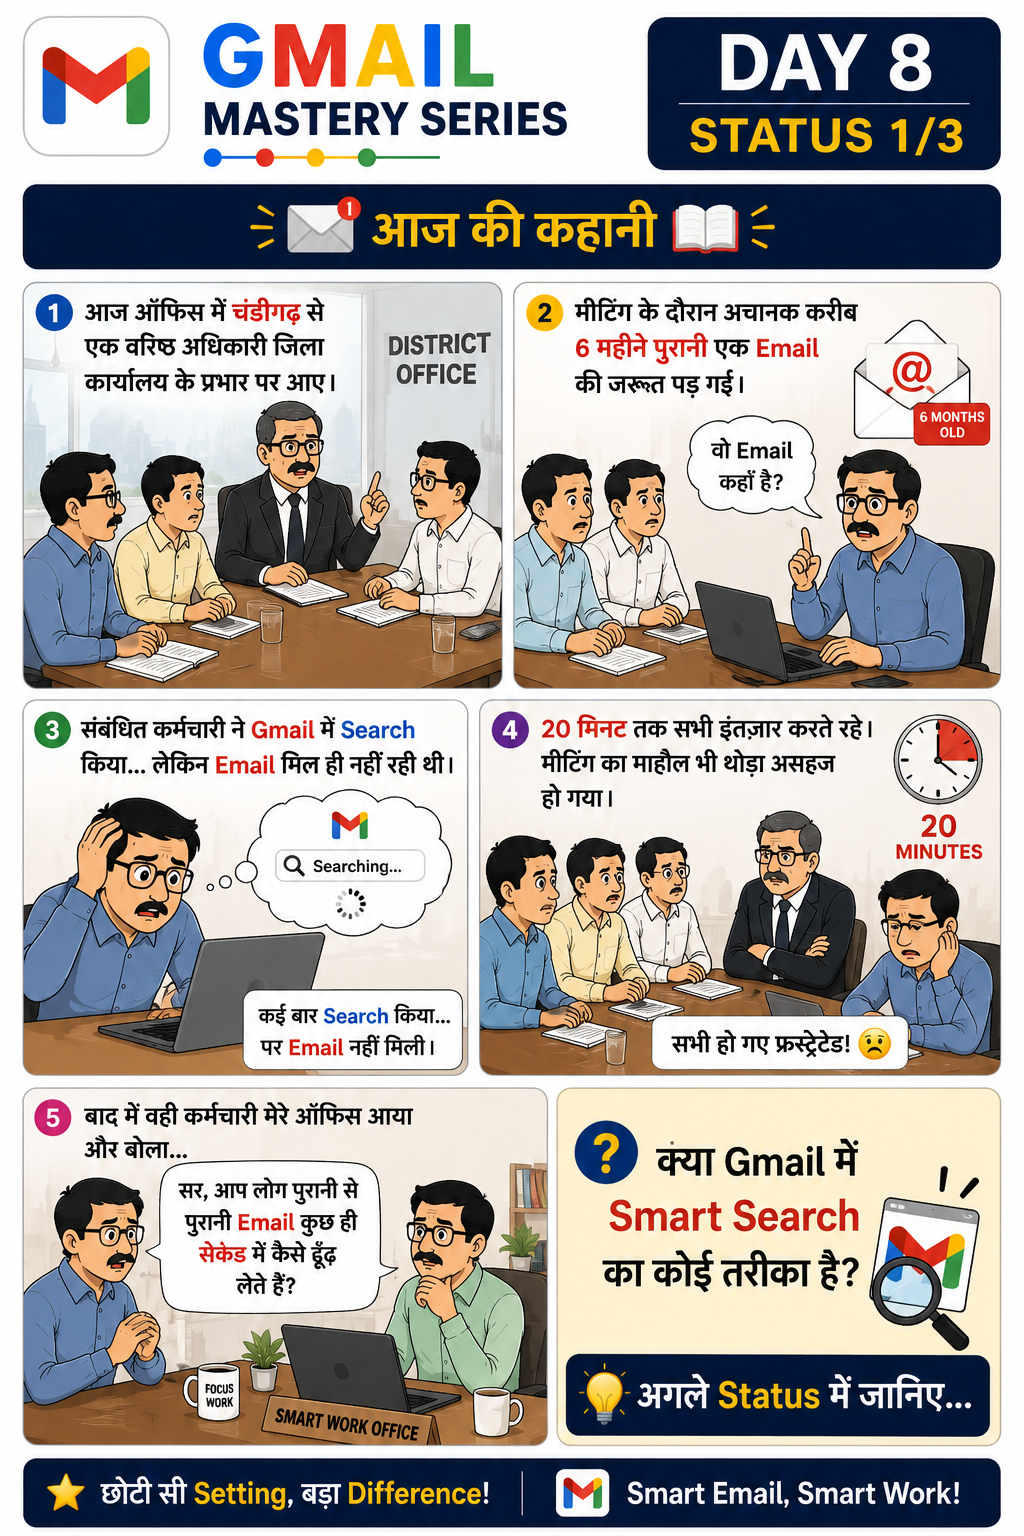 GMAIL
MASTERY SERIES
DAY 8
STATUS 1/3
1
आज की कहानी
1
आज ऑफिस में चंडीगढ़ से
एक वरिष्ठ अधिकारी जिला
कार्यालय के प्रभार पर आए।
DISTRICT
OFFICE
2
मीटिंग के दौरान अचानक करीब
6 महीने पुरानी एक Email
की जरूत पड़ गई।
@
6 MONTHS
OLD
वो Email
कहाँ है?
3
संबंधित कर्मचारी ने Gmail में Search
किया... लेकिन Email मिल ही नहीं रही थी।
Searching...
कई बार Search किया...
पर Email नहीं मिली।
4
20 मिनट तक सभी इंतज़ार करते रहे।
मीटिंग का माहौल भी थोड़ा असहज
हो गया।
20
MINUTES
सभी हो गए फ्रस्ट्रेटेड!
5
बाद में वही कर्मचारी मेरे ऑफिस आया
और बोला...
सर, आप लोग पुरानी से
पुरानी Email कुछ ही
सेकेंड में कैसे ढूँढ़
लेते हैं?
FOCUS
WORK
SMART WORK OFFICE
?
क्या Gmail में
Smart Search
का कोई तरीका है?
अगले Status में जानिए...
छोटी सी Setting, बड़ा Difference!
Smart Email, Smart Work!